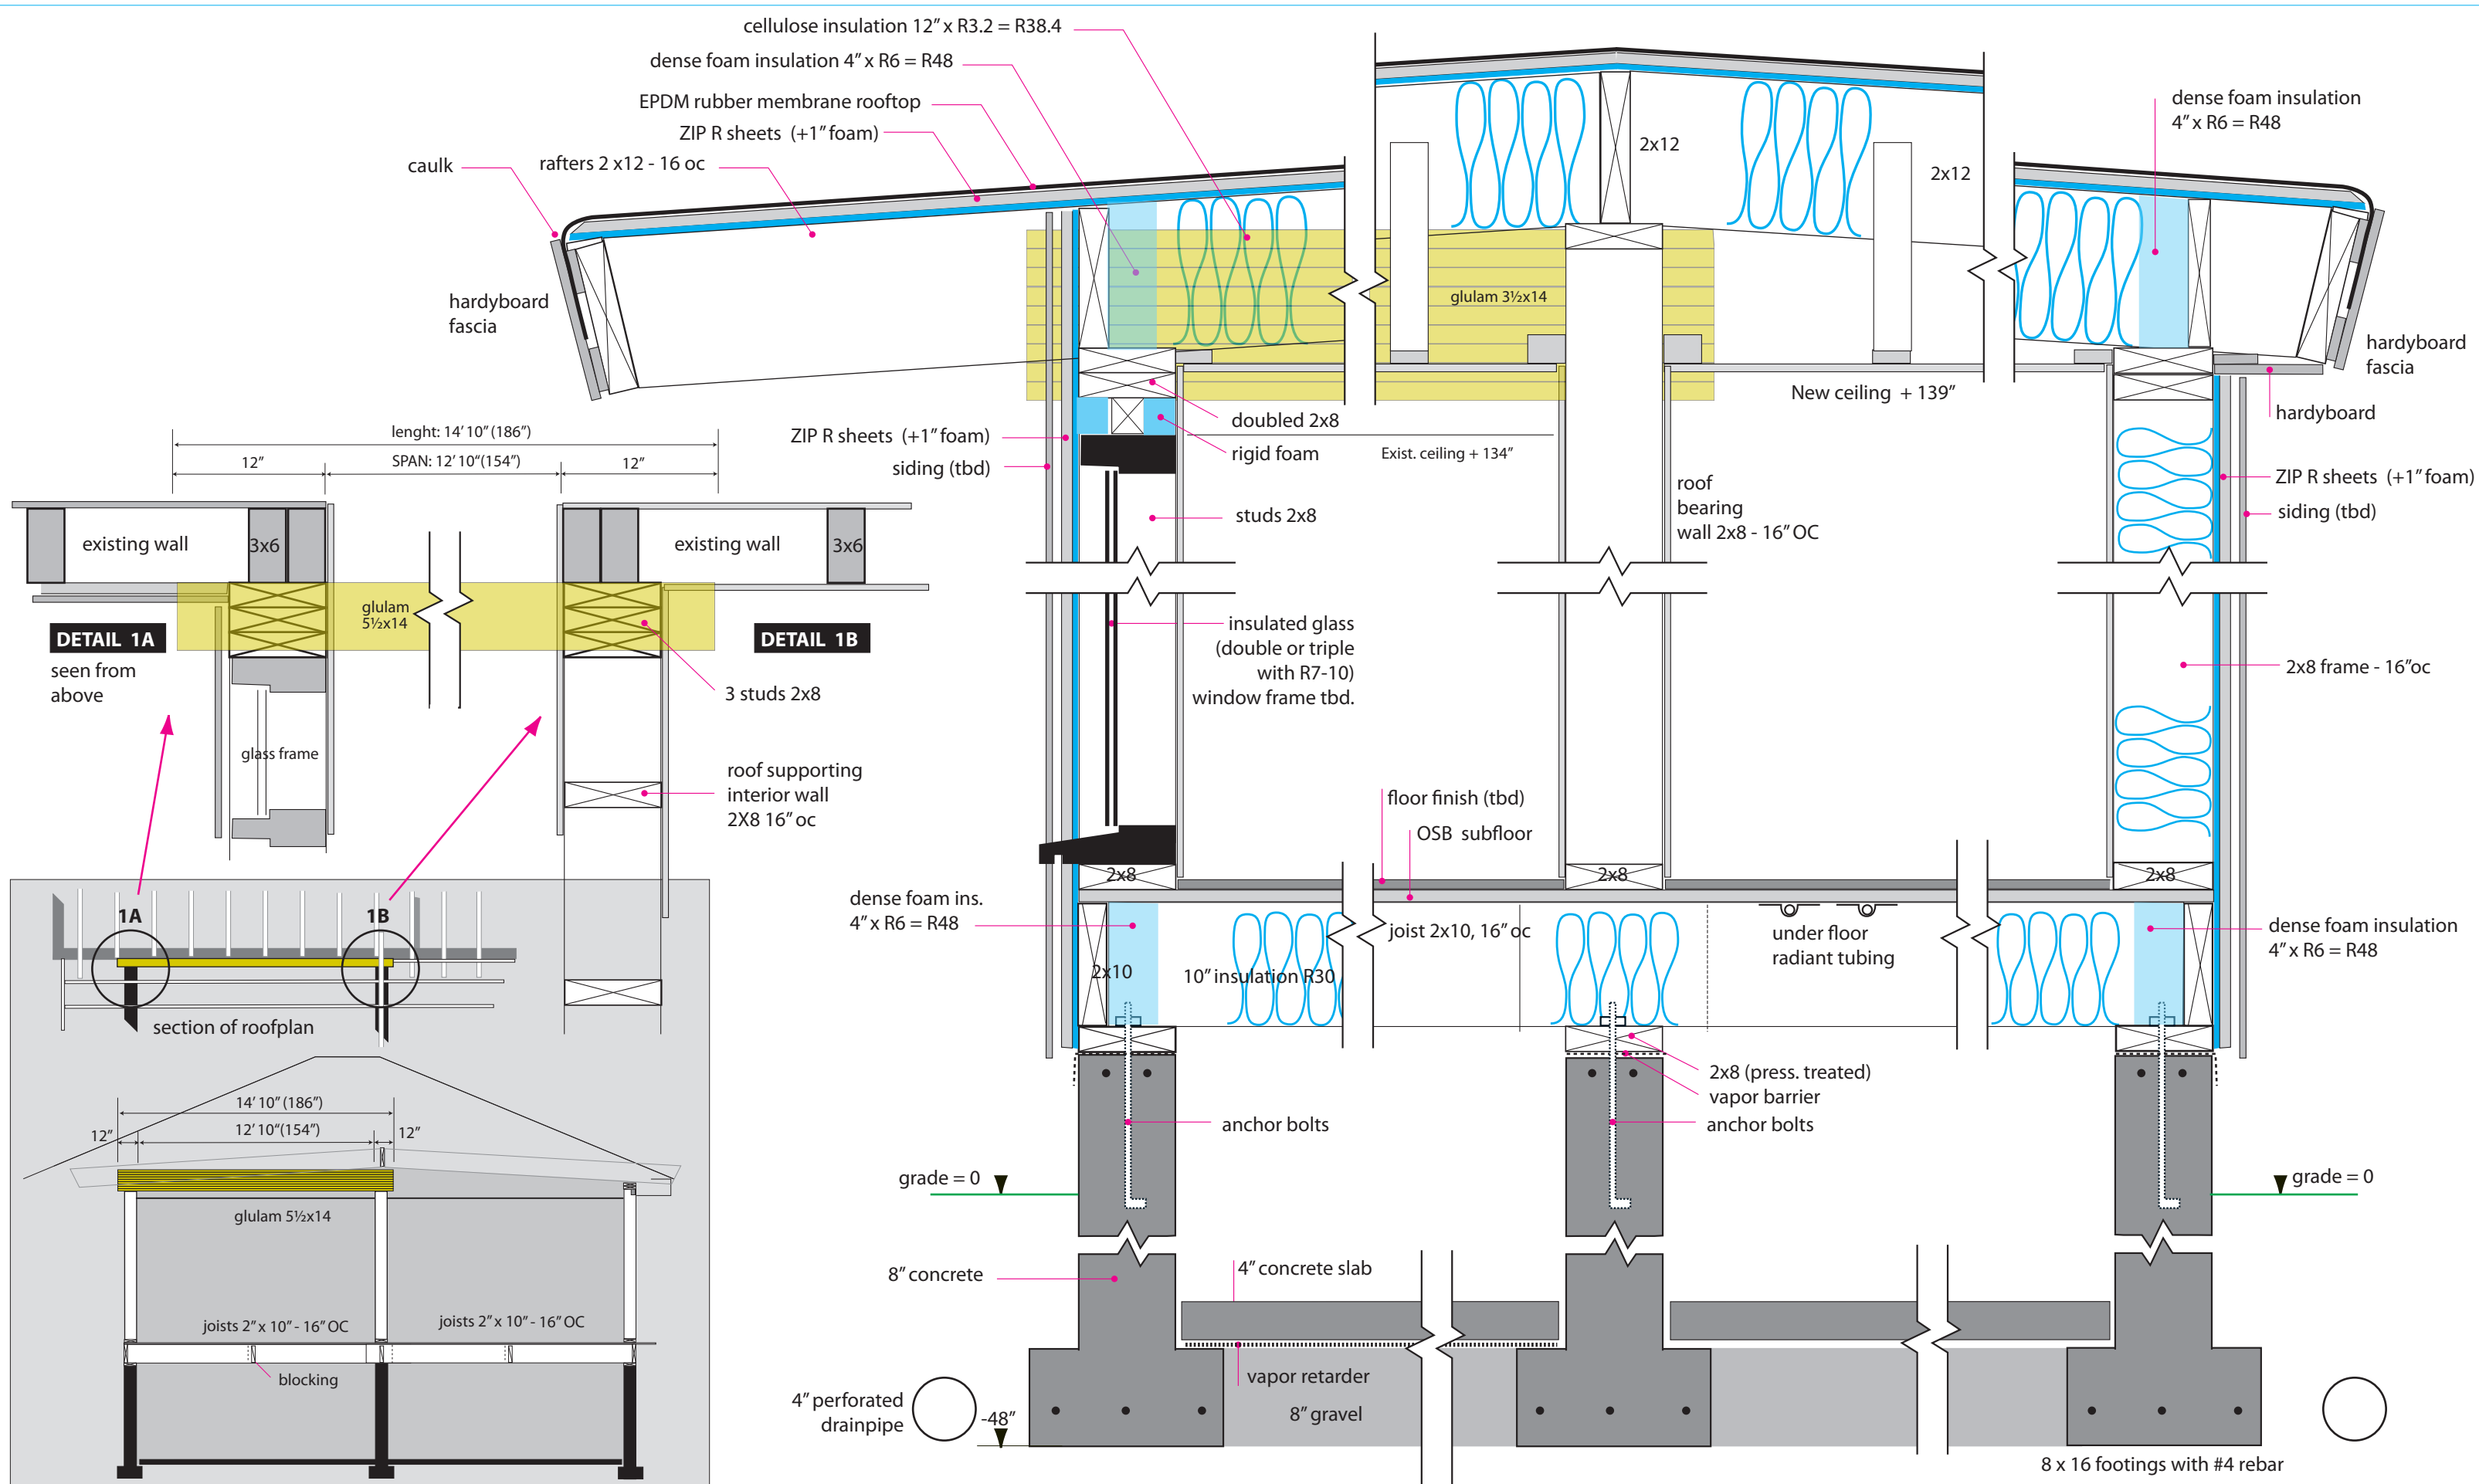 cellulose insulation 12” x R3.2 = R38.4
dense foam insulation 4” x R6 = R48
EPDM rubber membrane rooftop
ZIP R sheets (+1” foam)
caulk
rafters 2 x12 - 16 oc
hardyboard
fascia
2x12
2x12
dense foam insulation
4” x R6 = R48
glulam 3½x14
hardyboard
fascia
New ceiling + 139”
hardyboard
doubled 2x8
rigid foam
Exist. ceiling + 134”
ZIP R sheets (+1” foam)
siding (tbd)
studs 2x8
roof
bearing
wall 2x8 - 16” OC
ZIP R sheets (+1” foam)
siding (tbd)
lenght: 14’ 10” (186”)
12”
SPAN: 12’ 10“(154”)
12”
existing wall
3x6
existing wall
3x6
glulam
5½x14
DETAIL 1A
seen from
above
DETAIL 1B
3 studs 2x8
glass frame
roof supporting
interior wall
2X8 16” oc
insulated glass
(double or triple
with R7-10)
window frame tbd.
2x8 frame - 16”oc
floor finish (tbd)
OSB subfloor
2x8
2x8
2x8
dense foam ins.
4” x R6 = R48
2x10
10” insulation R30
joist 2x10, 16” oc
under floor
radiant tubing
dense foam insulation
4” x R6 = R48
1A
1B
section of roofplan
2x8 (press. treated)
vapor barrier
anchor bolts
anchor bolts
grade = 0
grade = 0
14’ 10” (186”)
12”
12’ 10“(154”)
12”
glulam 5½x14
joists 2” x 10” - 16” OC
joists 2” x 10” - 16” OC
blocking
8” concrete
4” concrete slab
vapor retarder
8” gravel
4” perforated
drainpipe
-48”
8 x 16 footings with #4 rebar